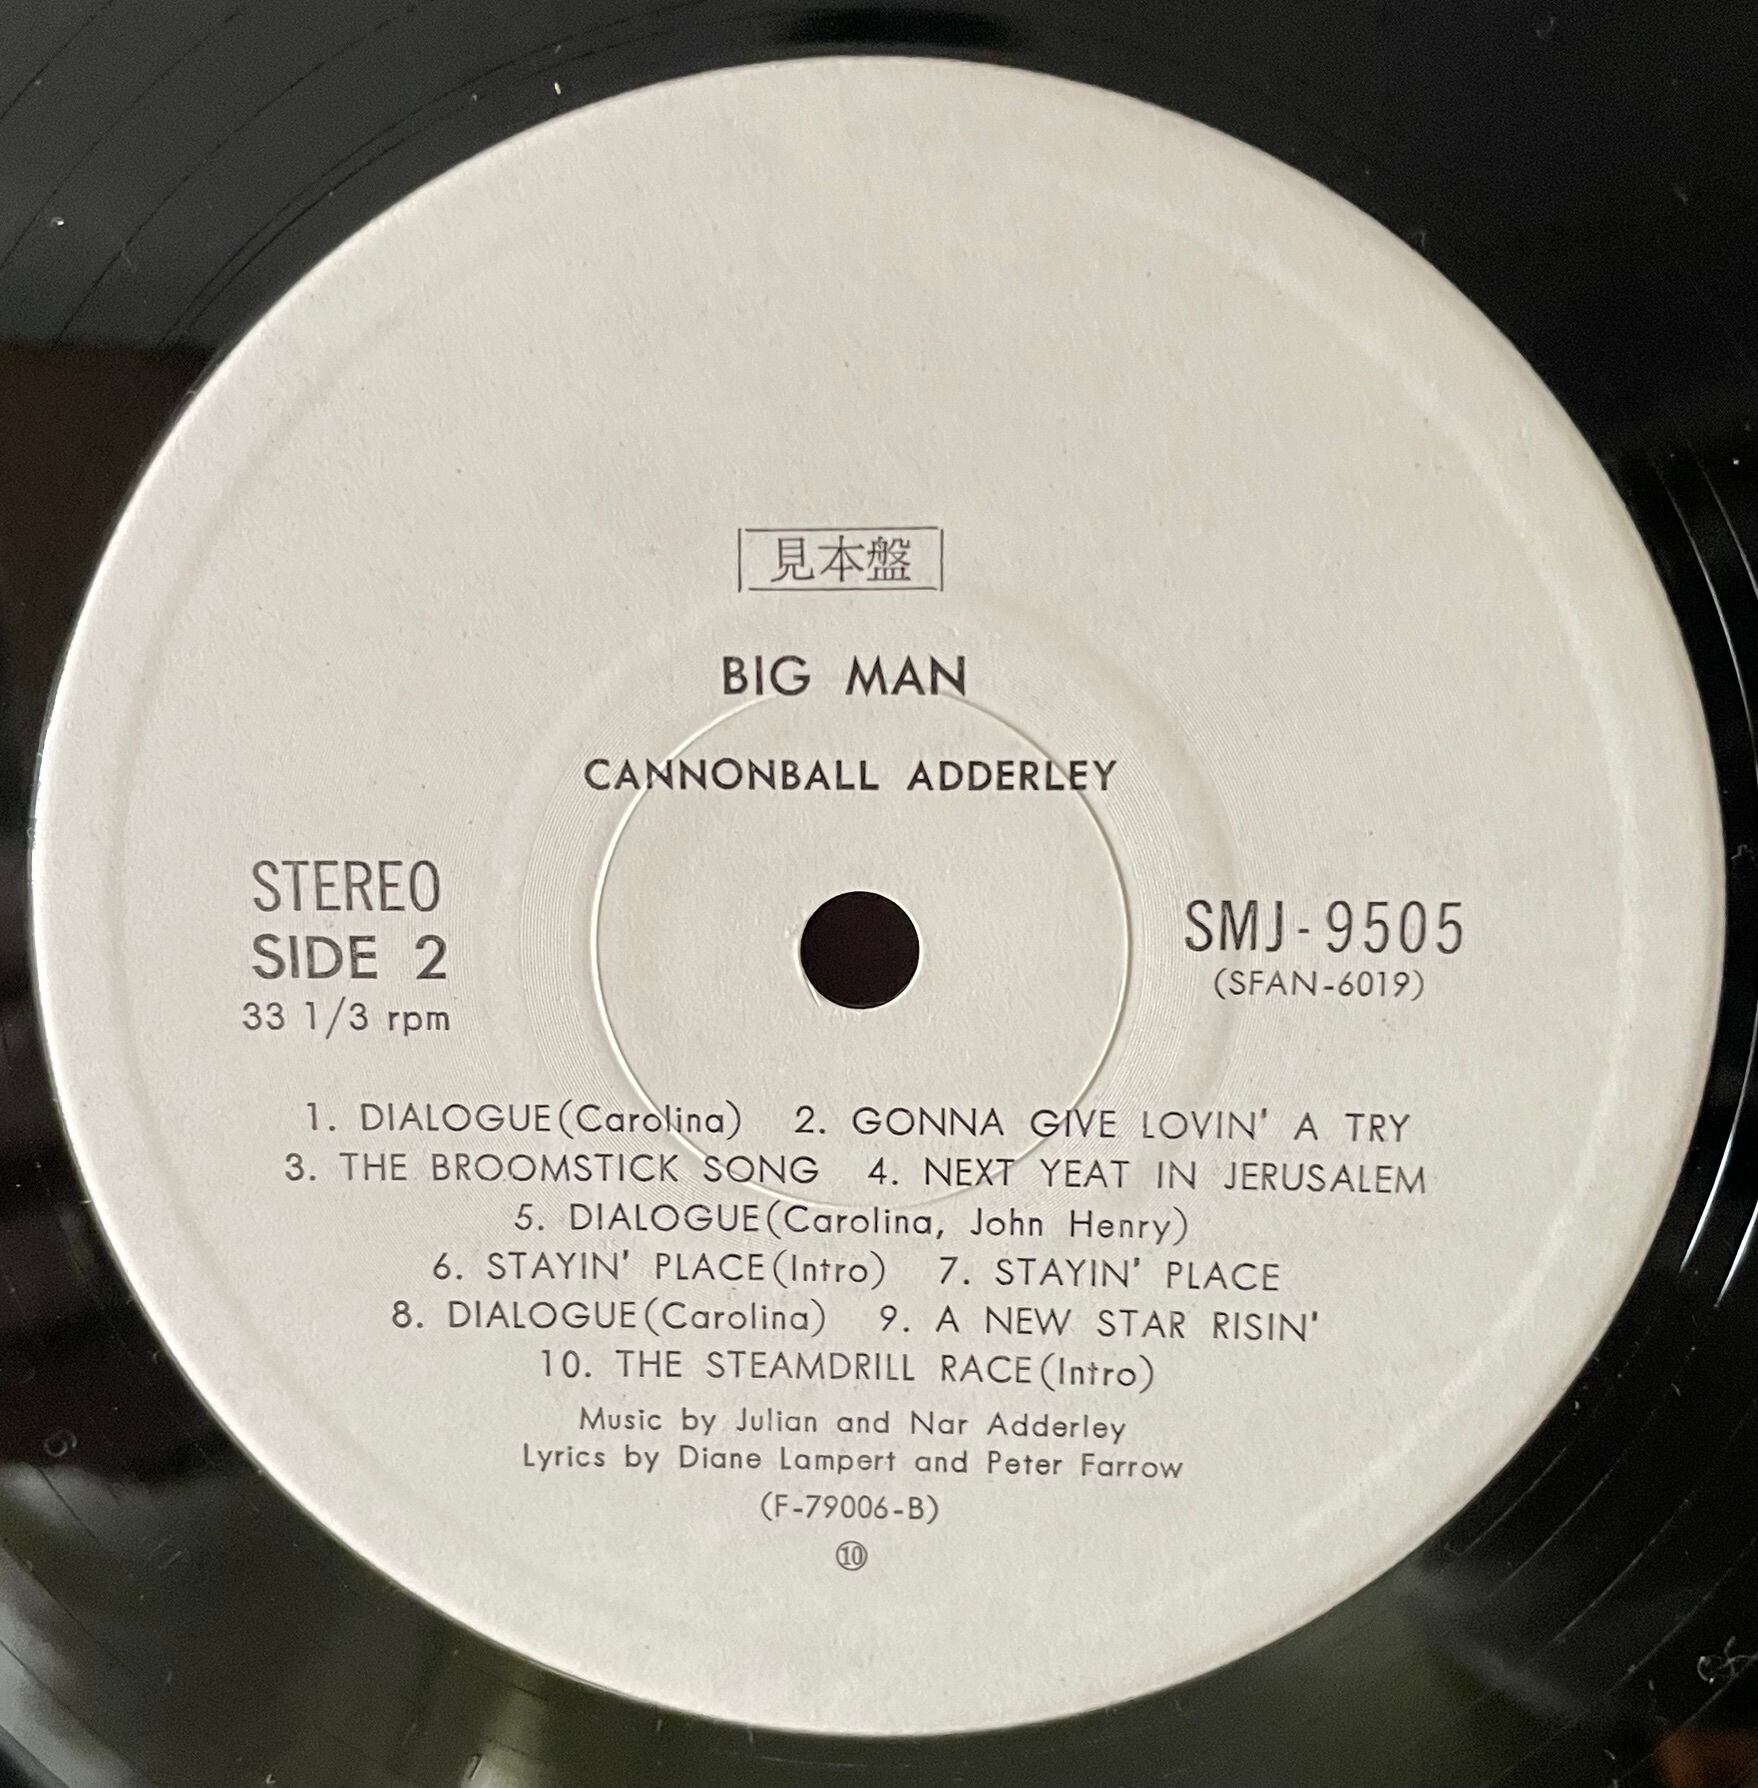 見本盤
BIG MAN
CANNONBALL ADDERLEY
STEREO
SIDE 2
33 1/3 rpm
SMJ-9505
(SFAN-6019)
1. DIALOGUE(Carolina) 2. GONNA GIVE LOVIN' A TRY
3. THE BROOMSTICK SONG 4. NEXT YEAT IN JERUSALEM
5. DIALOGUE(Carolina, John Henry)
6. STAYIN' PLACE(Intro) 7. STAYIN' PLACE
8. DIALOGUE(Carolina) 9. A NEW STAR RISIN'
10. THE STEAMDRILL RACE(Intro)
Music by Julian and Nar Adderley
Lyrics by Diane Lampert and Peter Farrow
(F-79006-B)
⑩